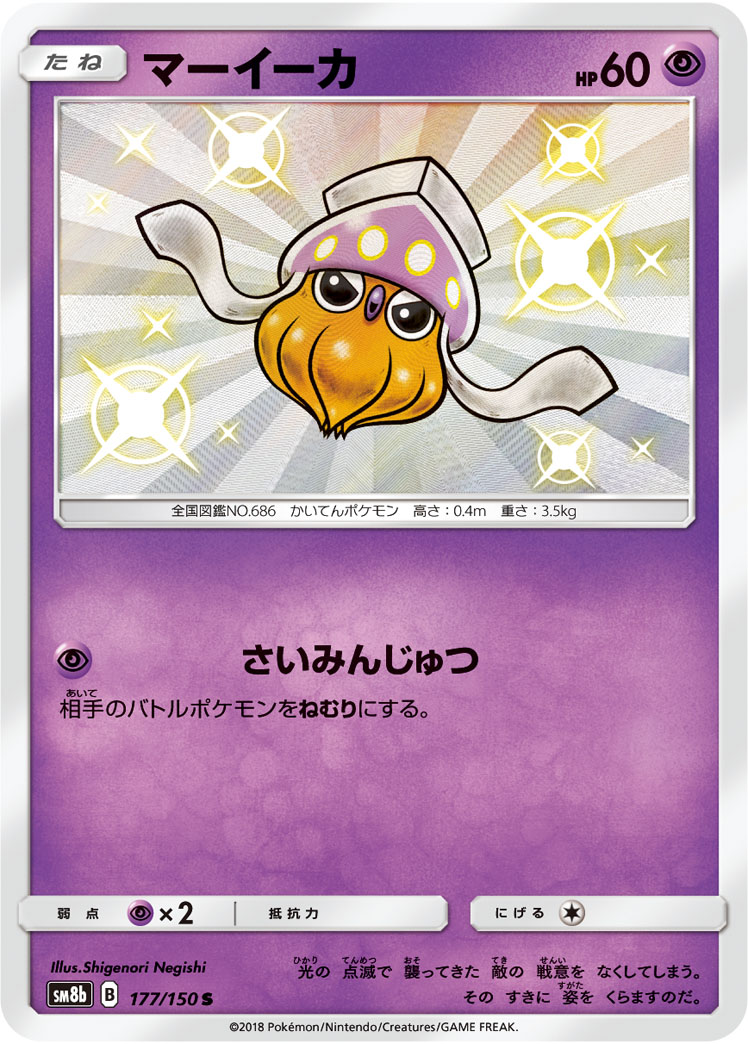 たね マーイーカ HP60
全国図鑑NO.686 かいてんポケモン 高さ:0.4m 重さ:3.5kg
さいみんじゅつ
あいて
相手のバトルポケモンをねむりにする。
弱点 ×2 抵抗力 にげる
Illus.Shigenori Negishi
ひかり てんめつ おそ てき せんい
光の 点滅で 襲ってきた 敵の 戦意を なくしてしまう。
すがた
その すきに 姿を くらますのだ。
SM8b B 177/150 S
©2018 Pokémon/Nintendo/Creatures/GAME FREAK.